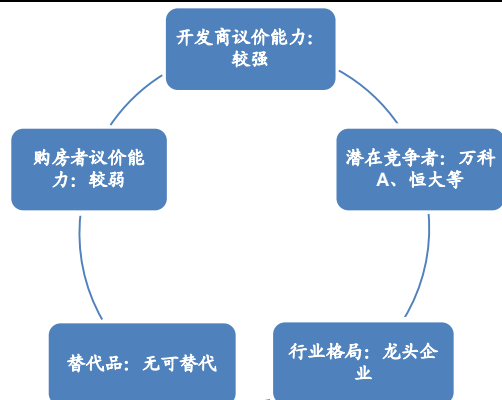 开发商议价能力：
较强
购房者议价能
力：较弱
潜在竞争者：万科
A、恒大等
替代品：无可替代
行业格局：龙头企
业